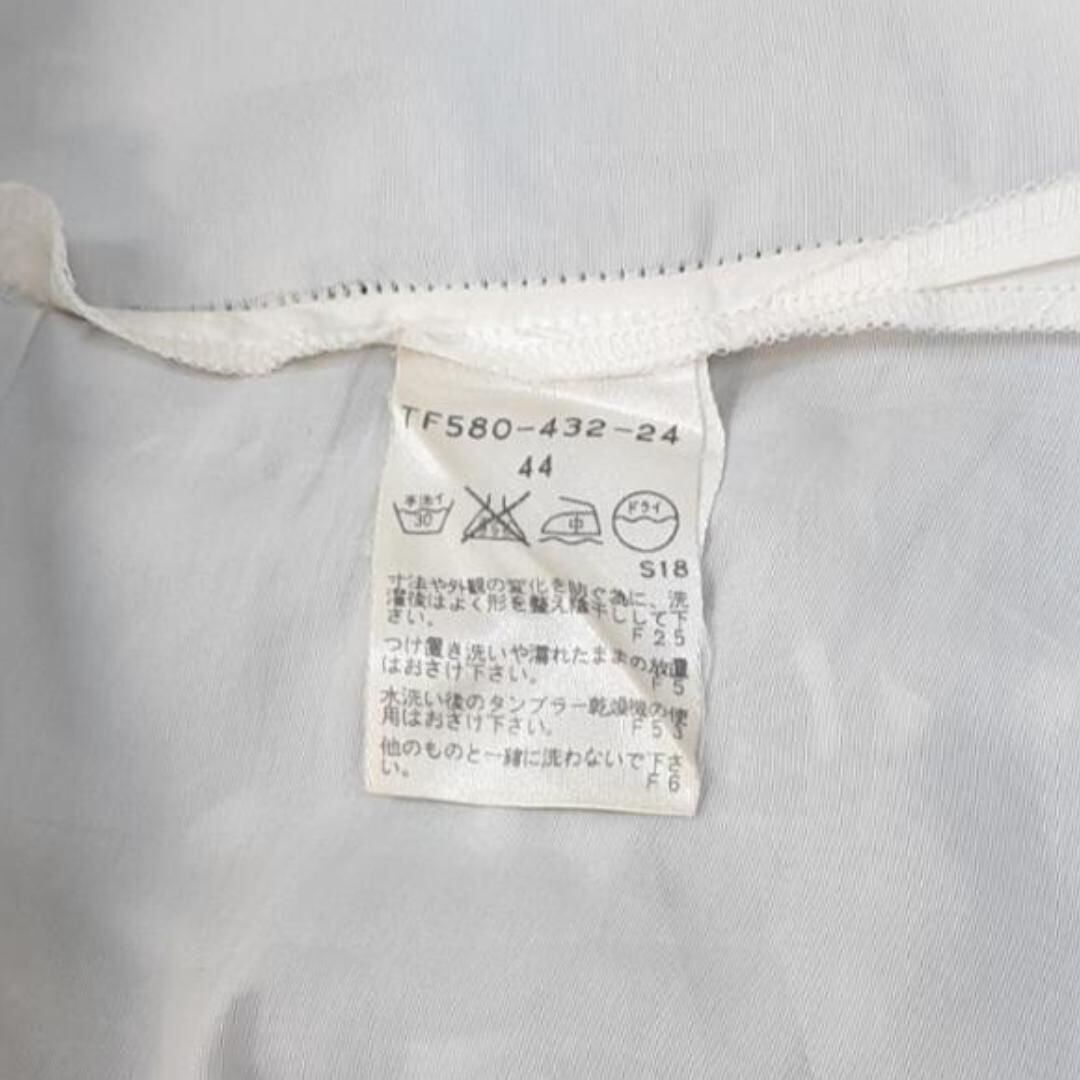 TF580-432-24
44
手洗イ
30
中
ドライ
S18
寸法や外観の変化を防ぐ為に、洗
濯後はよく形を整え陰干しして下
さい。 F25
つけ置き洗いや濡れたままの放置
はおさけ下さい。 F5
水洗い後のタンブラー乾燥機の使
用はおさけ下さい。 F53
他のものと一緒に洗わないで下さ
い。 F6